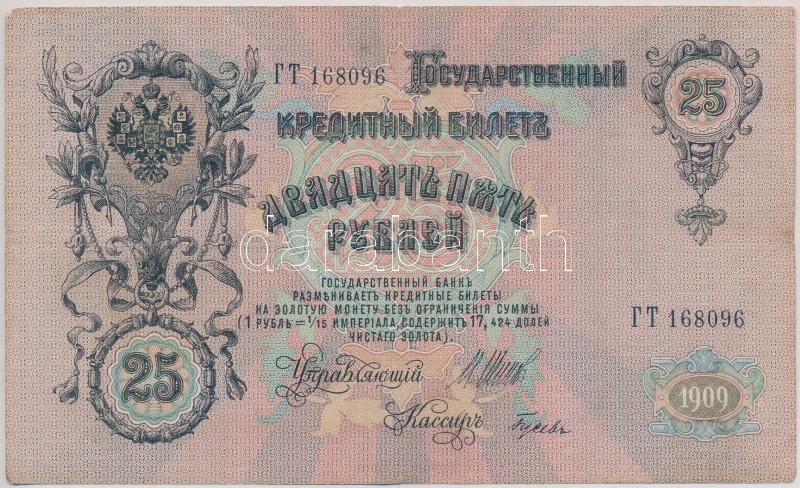 ГТ 168096
Государственный
25
Кредитный Билетъ
Двадцать пять
рублей
darabanth
ГОСУДАРСТВЕННЫЙ БАНКЪ
РАЗМѢНИВАЕТЪ КРЕДИТНЫЕ БИЛЕТЫ
НА ЗОЛОТУЮ МОНЕТУ БЕЗЪ ОГРАНИЧЕНІЯ СУММЫ
(1 РУБЛЬ = 1/15 ИМПЕРІАЛА, СОДЕРЖИТЪ 17,424 ДОЛЕЙ
ЧИСТАГО ЗОЛОТА).
ГТ 168096
25
Управляющій
Кассиръ
1909